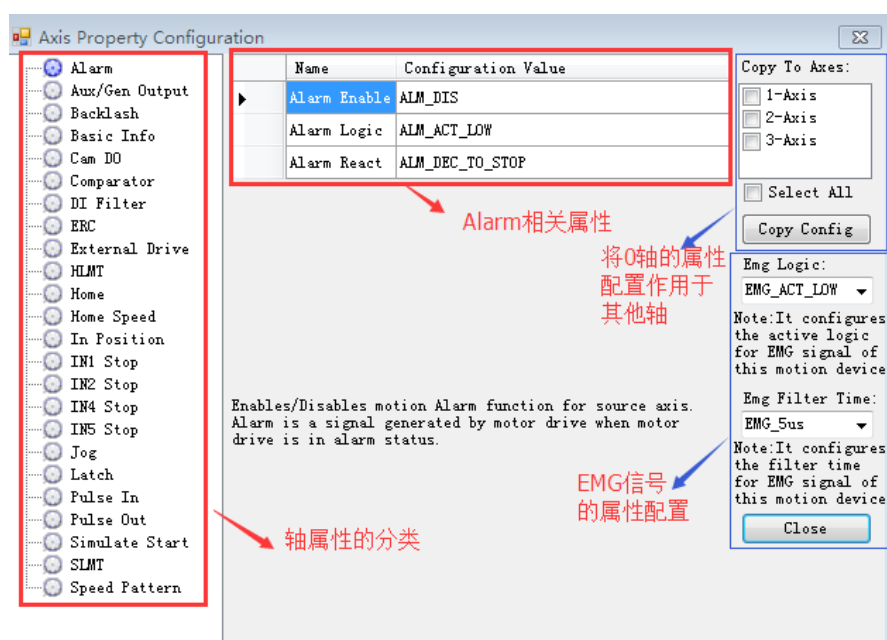 Axis Property Configuration
Alarm
Aux/Gen Output
Backlash
Basic Info
Cam DO
Comparator
DI Filter
ERC
External Drive
HLMT
Home
Home Speed
In Position
IN1 Stop
IN2 Stop
IN4 Stop
IN5 Stop
Jog
Latch
Pulse In
Pulse Out
Simulate Start
SLMT
Speed Pattern
轴属性的分类
Name Configuration Value
Alarm Enable ALM_DIS
Alarm Logic ALM_ACT_LOW
Alarm React ALM_DEC_TO_STOP
Alarm相关属性
Enables/Disables motion Alarm function for source axis.
Alarm is a signal generated by motor drive when motor
drive is in alarm status.
Copy To Axes:
1-Axis
2-Axis
3-Axis
Select All
Copy Config
将0轴的属性
配置作用于
其他轴
Emg Logic:
EMG_ACT_LOW
Note:It configures
the active logic
for EMG signal of
this motion device
Emg Filter Time:
EMG_5us
Note:It configures
the filter time
for EMG signal of
this motion device
Close
EMG信号
的属性配置